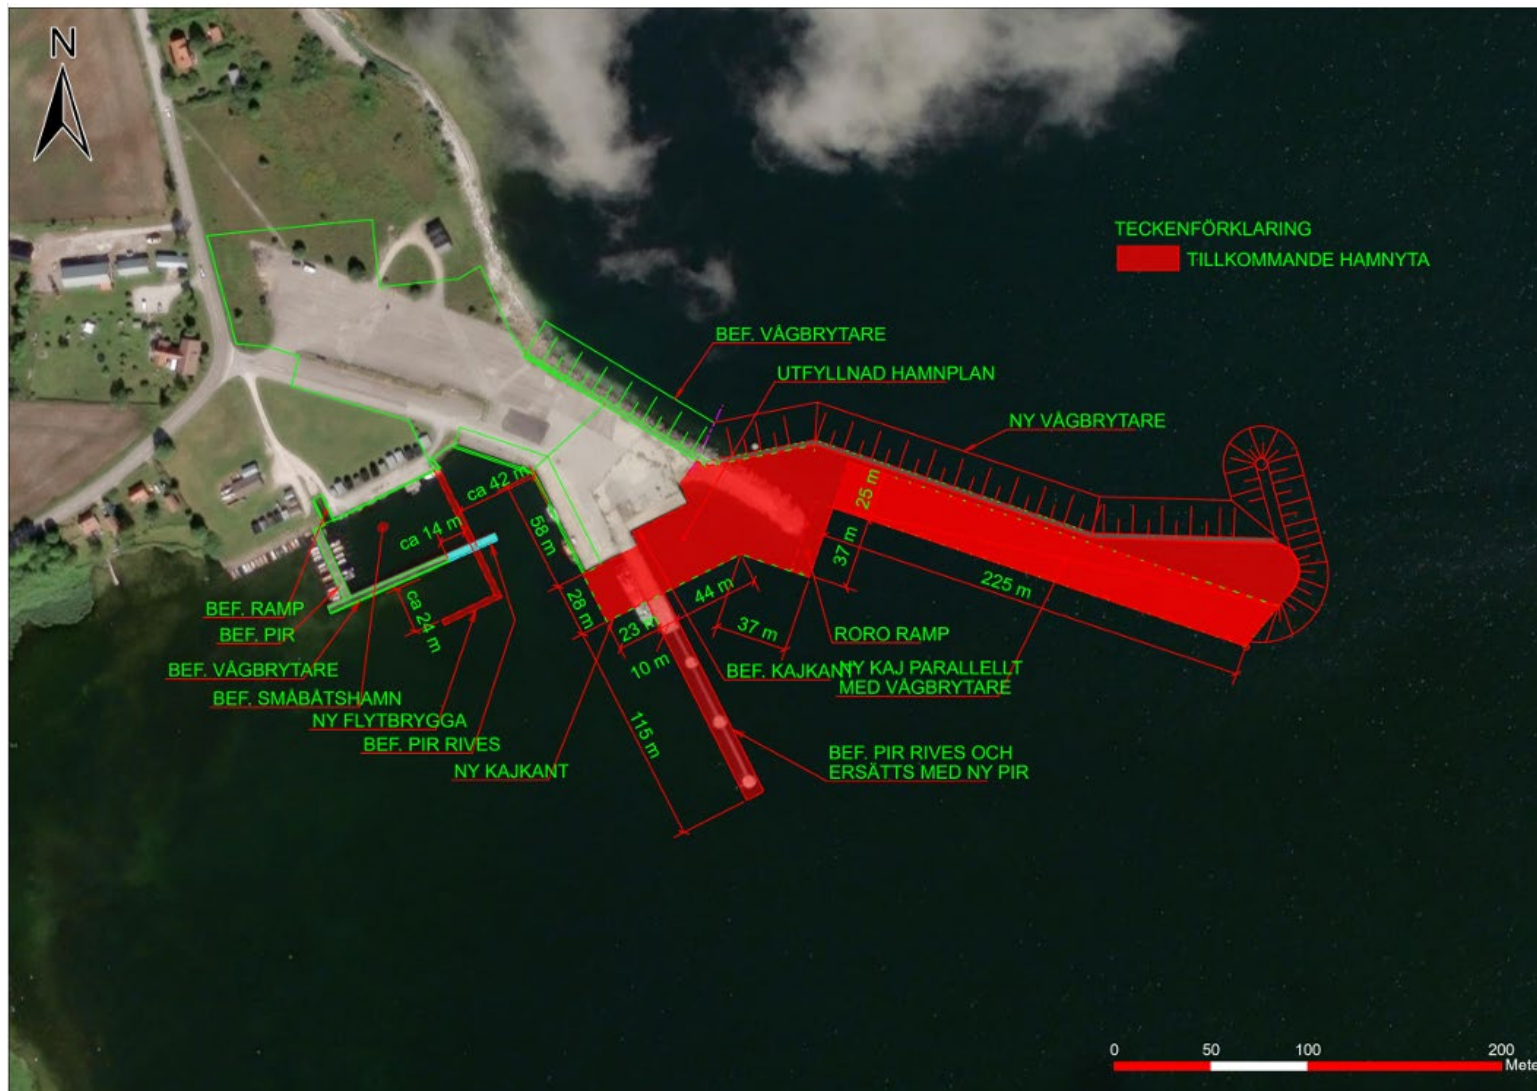 N
TECKENFÖRKLARING
TILLKOMMANDE HAMNYTA
BEF. VÅGBRYTARE
UTFYLLNAD HAMNPLAN
NY VÅGBRYTARE
ca 42 m
25 m
ca 14 m
58 m
37 m
225 m
44 m
BEF. RAMP
28 m
ca 24 m
23
37 m
RORO RAMP
BEF. PIR
10 m
BEF. VÅGBRYTARE
BEF. KAJKANT
NY KAJ PARALLELLT
MED VÅGBRYTARE
BEF. SMÅBÅTSHAMN
NY FLYTBRYGGA
115 m
BEF. PIR RIVES
BEF. PIR RIVES OCH
ERSÄTTS MED NY PIR
NY KAJKANT
0 50 100 200
Mete